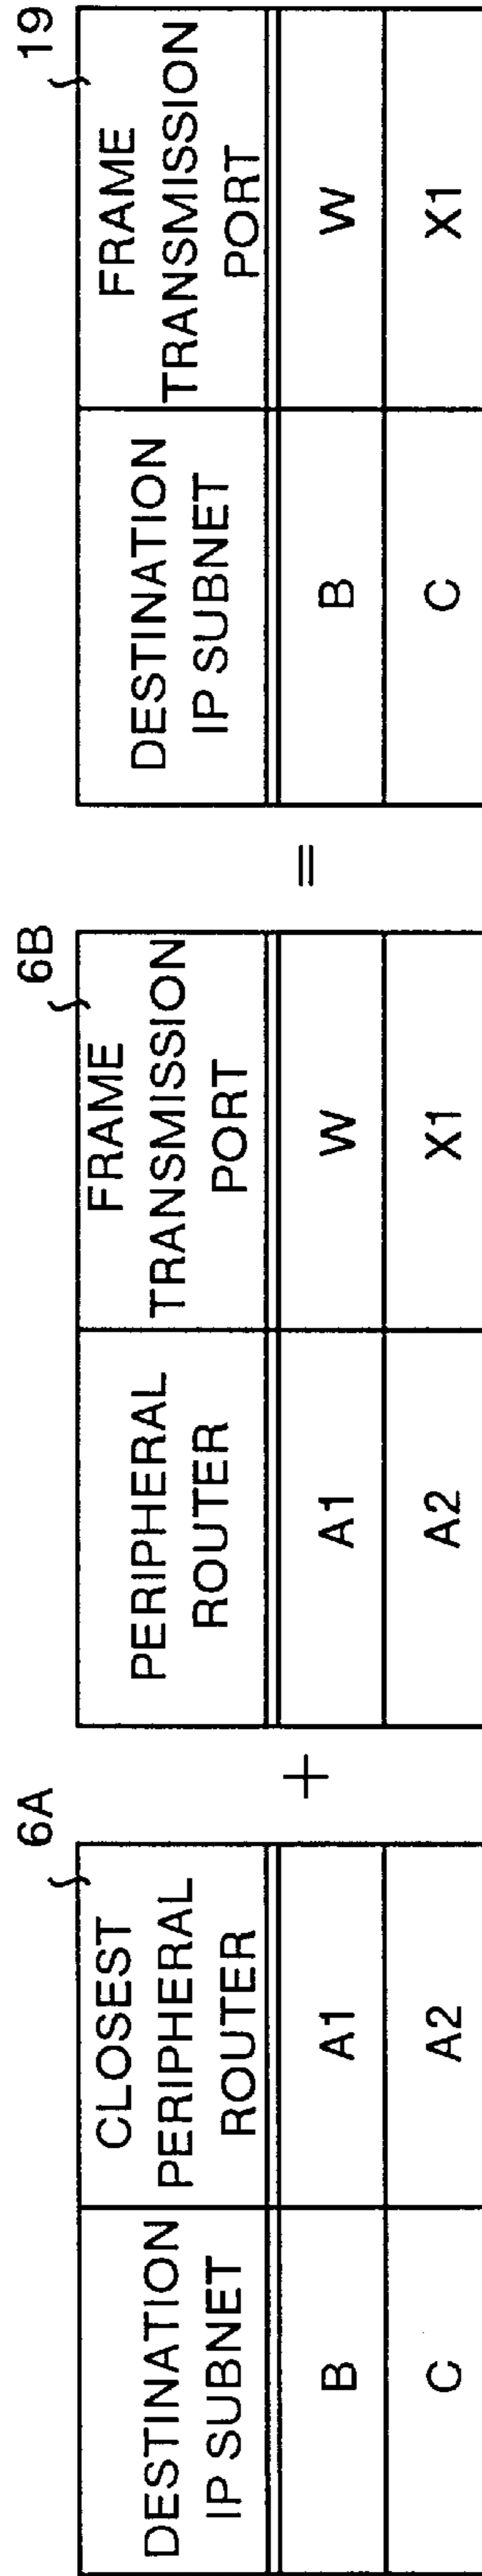 6A
DESTINATION
IP SUBNET
CLOSEST
PERIPHERAL
ROUTER
B
A1
C
A2
+
6B
PERIPHERAL
ROUTER
FRAME
TRANSMISSION
PORT
A1
W
A2
X1
=
19
DESTINATION
IP SUBNET
FRAME
TRANSMISSION
PORT
B
W
C
X1